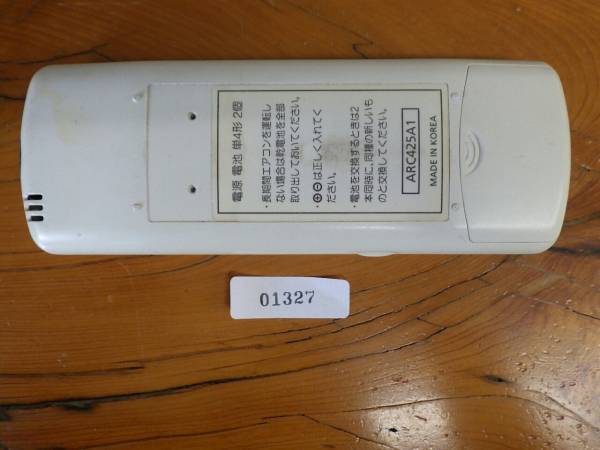 電源 電池 単4形 2個
・長期間エアコンを運転し
ない場合は乾電池を全部
取り出しておいてください。
・⊕⊖は正しく入れてく
ださい。
・電池を交換するときは2
本同時に、同種の新しいも
のと交換してください。
ARC425A1
MADE IN KOREA
01327